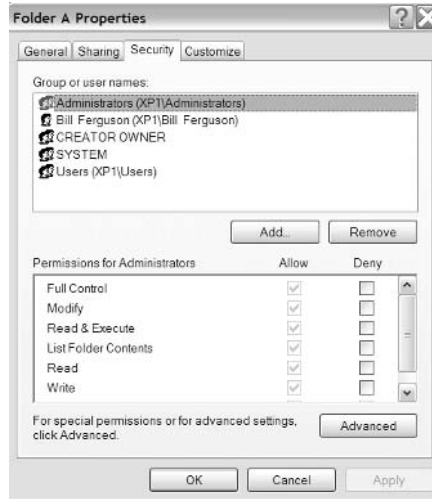 Folder A Properties
General Sharing Security Customize
Group or user names:
Administrators (XP1\Administrators)
Bill Ferguson (XP1\Bill Ferguson)
CREATOR OWNER
SYSTEM
Users (XP1\Users)
Add... Remove
Permissions for Administrators Allow Deny
Full Control
Modify
Read & Execute
List Folder Contents
Read
Write
For special permissions or for advanced settings,
click Advanced.
Advanced
OK Cancel Apply